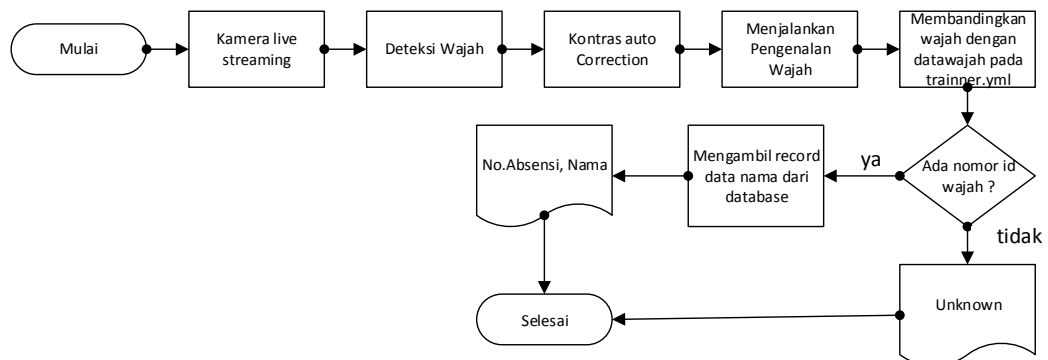 Mulai
Kamera live
streaming
Deteksi Wajah
Kontras auto
Correction
Menjalankan
Pengenalan
Wajah
Membandingkan
wajah dengan
datawajah pada
trainner.yml
Ada nomor id
wajah ?
ya
Mengambil record
data nama dari
database
No.Absensi, Nama
tidak
Unknown
Selesai